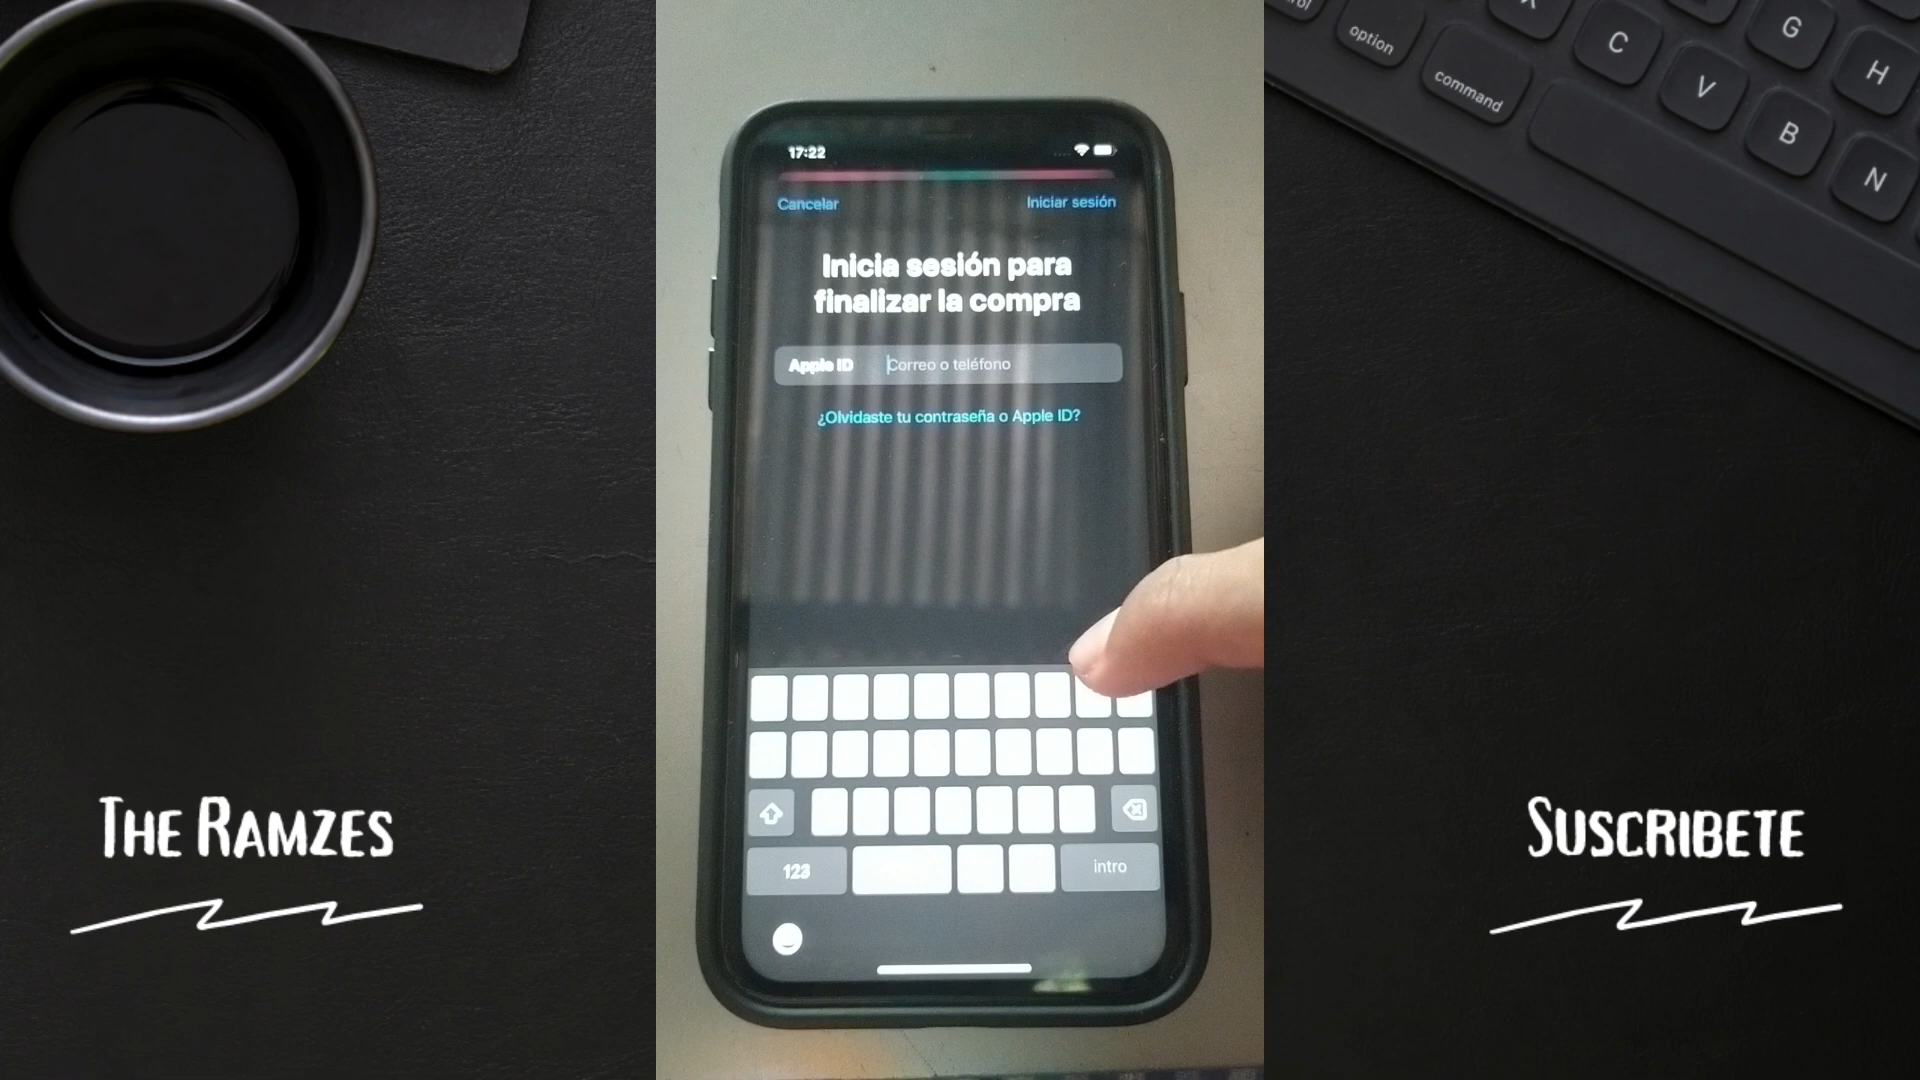 option
command
X
C
V
B
N
G
H
17:22
Cancelar
Iniciar sesión
Inicia sesión para
finalizar la compra
Apple ID Correo o teléfono
¿Olvidaste tu contraseña o Apple ID?
123
intro
THE RAMZES
SUSCRIBETE